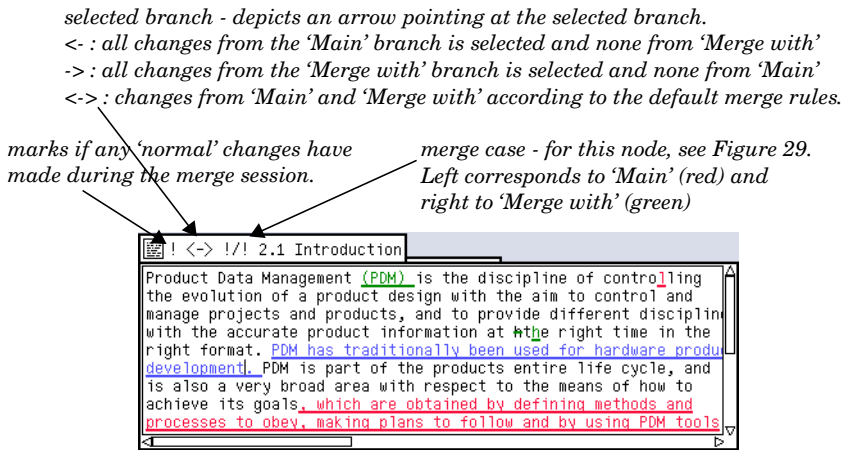 selected branch - depicts an arrow pointing at the selected branch.
<- : all changes from the ‘Main’ branch is selected and none from ‘Merge with’
-> : all changes from the ‘Merge with’ branch is selected and none from ‘Main’
<-> : changes from ‘Main’ and ‘Merge with’ according to the default merge rules.
marks if any ‘normal’ changes have
made during the merge session.
merge case - for this node, see Figure 29.
Left corresponds to ‘Main’ (red) and
right to ‘Merge with’ (green)
! <-> !/! 2.1 Introduction
Product Data Management (PDM) is the discipline of controlling
the evolution of a product design with the aim to control and
manage projects and products, and to provide different disciplin
with the accurate product information at hthe right time in the
right format. PDM has traditionally been used for hardware produ
development. PDM is part of the products entire life cycle, and
is also a very broad area with respect to the means of how to
achieve its goals, which are obtained by defining methods and
processes to obey, making plans to follow and by using PDM tools